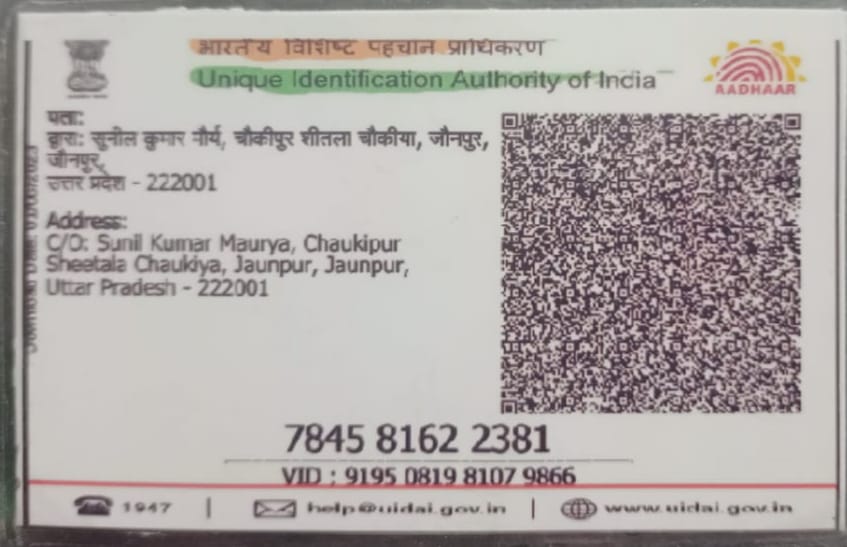 भारतीय विशिष्ट पहचान प्राधिकरण
Unique Identification Authority of India
AADHAAR
पता:
द्वारा: सुनील कुमार मौर्य, चौकीपूर शीतला चौकीया, जौनपुर,
जौनपुर,
उत्तर प्रदेश - 222001
Address:
C/O: Sunil Kumar Maurya, Chaukipur
Sheetala Chaukiya, Jaunpur, Jaunpur,
Uttar Pradesh - 222001
7845 8162 2381
VID : 9195 0819 8107 9866
1947 | help@uidai.gov.in | www.uidai.gov.in